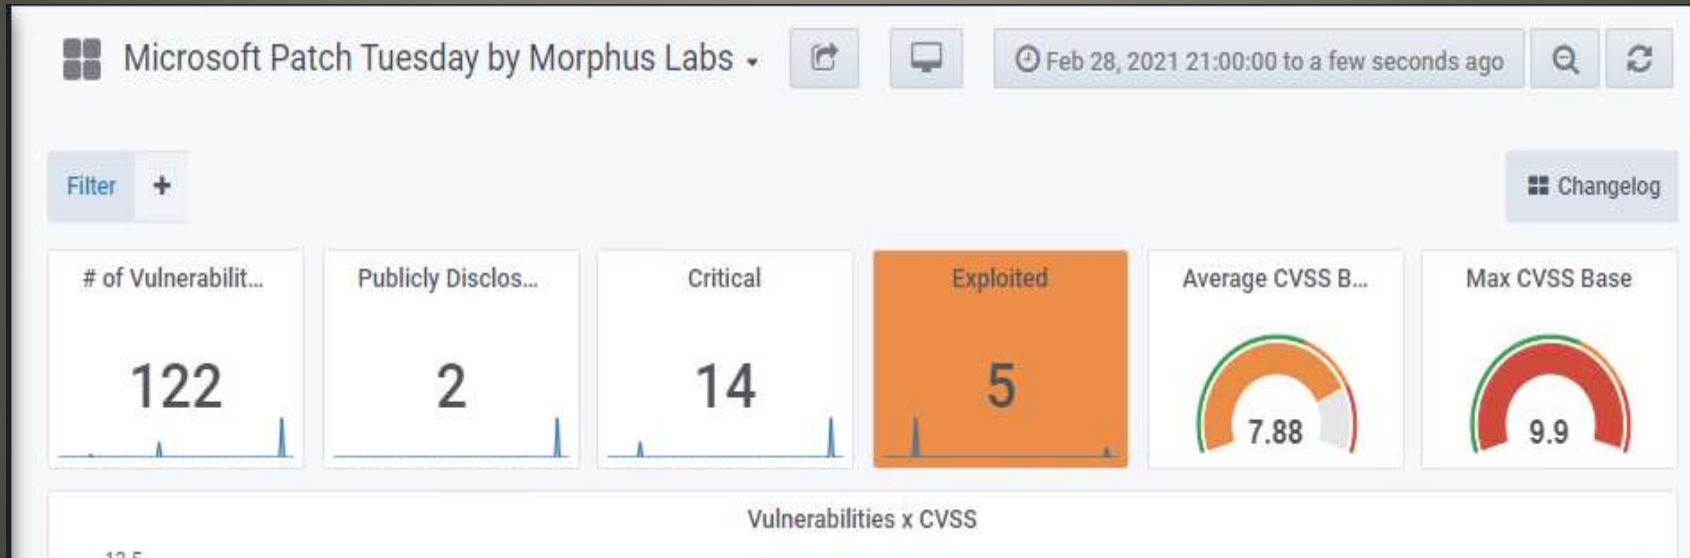 Microsoft Patch Tuesday by Morphus Labs
Feb 28, 2021 21:00:00 to a few seconds ago
Filter +
Changelog
# of Vulnerabilit...
122
Publicly Disclos...
2
Critical
14
Exploited
5
Average CVSS B...
7.88
Max CVSS Base
9.9
Vulnerabilities x CVSS